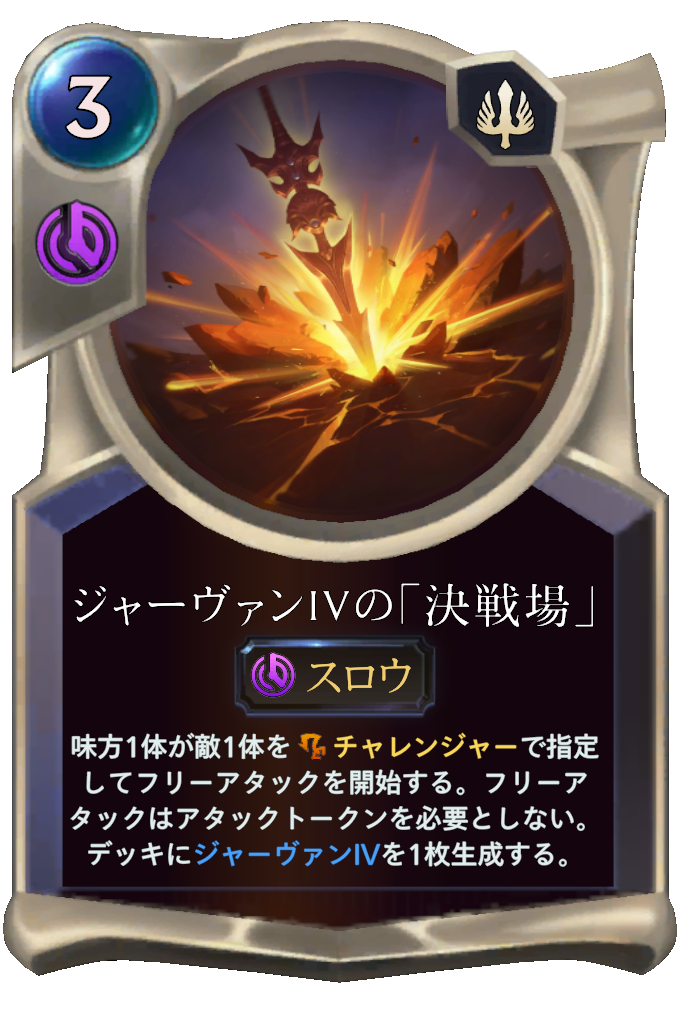 3
ジャーヴァンIVの「決戦場」
スロウ
味方1体が敵1体をチャレンジャーで指定
してフリーアタックを開始する。フリーア
タックはアタックトークンを必要としない。
デッキにジャーヴァンIVを1枚生成する。